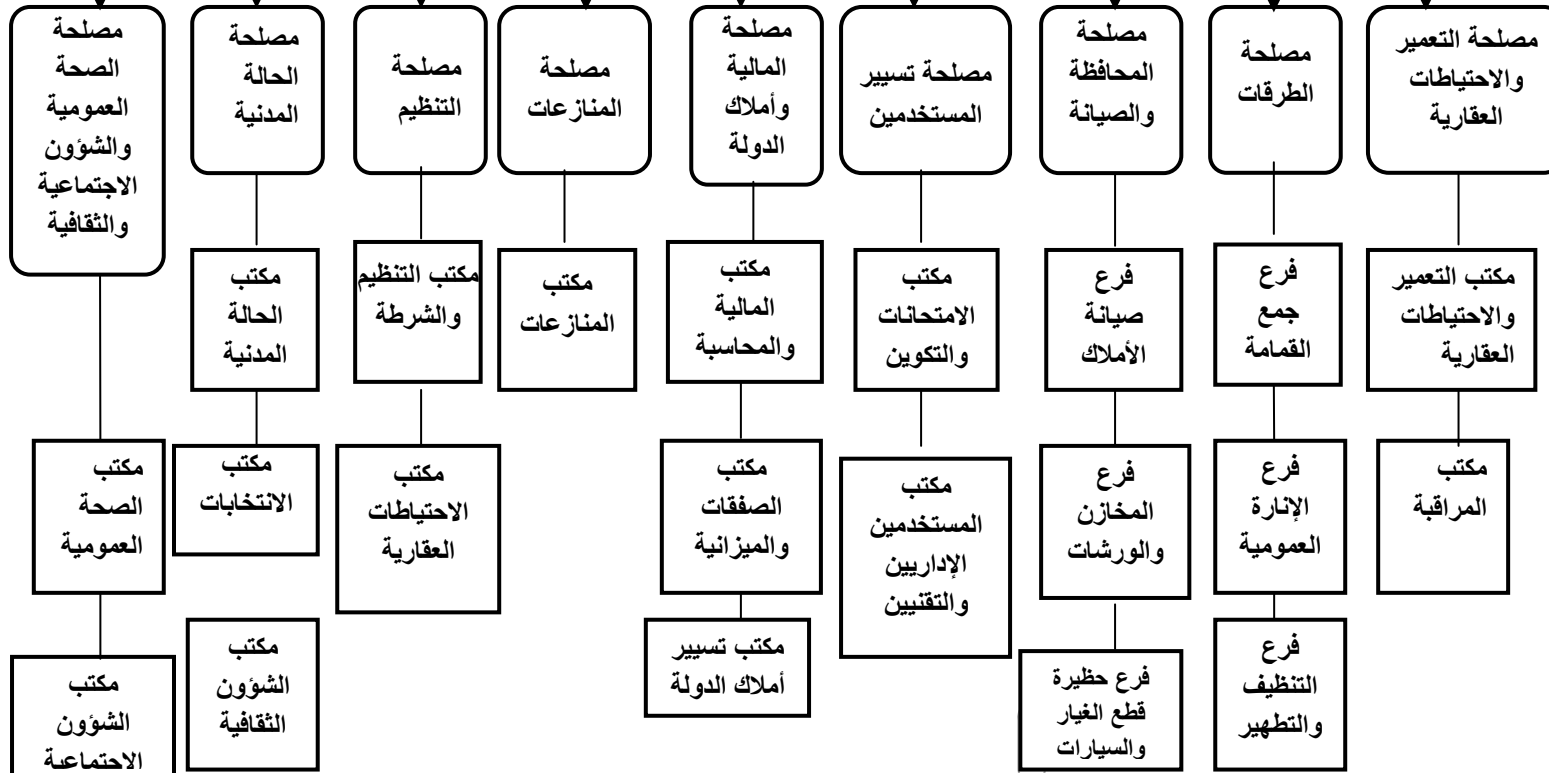 مصلحة التعمير
والاحتياطات
العقارية
مصلحة
الطرقات
مصلحة
المحافظة
والصيانة
مصلحة تسيير
المستخدمين
مصلحة
المالية
وأملاك
الدولة
مصلحة
المنازعات
مصلحة
التنظيم
مصلحة
الحالة
المدنية
مصلحة
الصحة
العمومية
والشؤون
الاجتماعية
والثقافية
مكتب التعمير
والاحتياطات
العقارية
فرع
جمع
القمامة
فرع
صيانة
الأملاك
مكتب
الامتحانات
والتكوين
مكتب
المالية
والمحاسبة
مكتب
المنازعات
مكتب التنظيم
والشرطة
مكتب
الحالة
المدنية
مكتب
المراقبة
فرع
الإنارة
العمومية
فرع
المخازن
والورشات
مكتب
المستخدمين
الإداريين
والتقنيين
مكتب
الصفقات
والميزانية
مكتب
الاحتياطات
العقارية
مكتب
الانتخابات
مكتب
الصحة
العمومية
فرع
التنظيف
والتطهير
فرع حظيرة
قطع الغيار
والسيارات
مكتب تسيير
أملاك الدولة
مكتب
الشؤون
الثقافية
مكتب
الشؤون
الاجتماعية